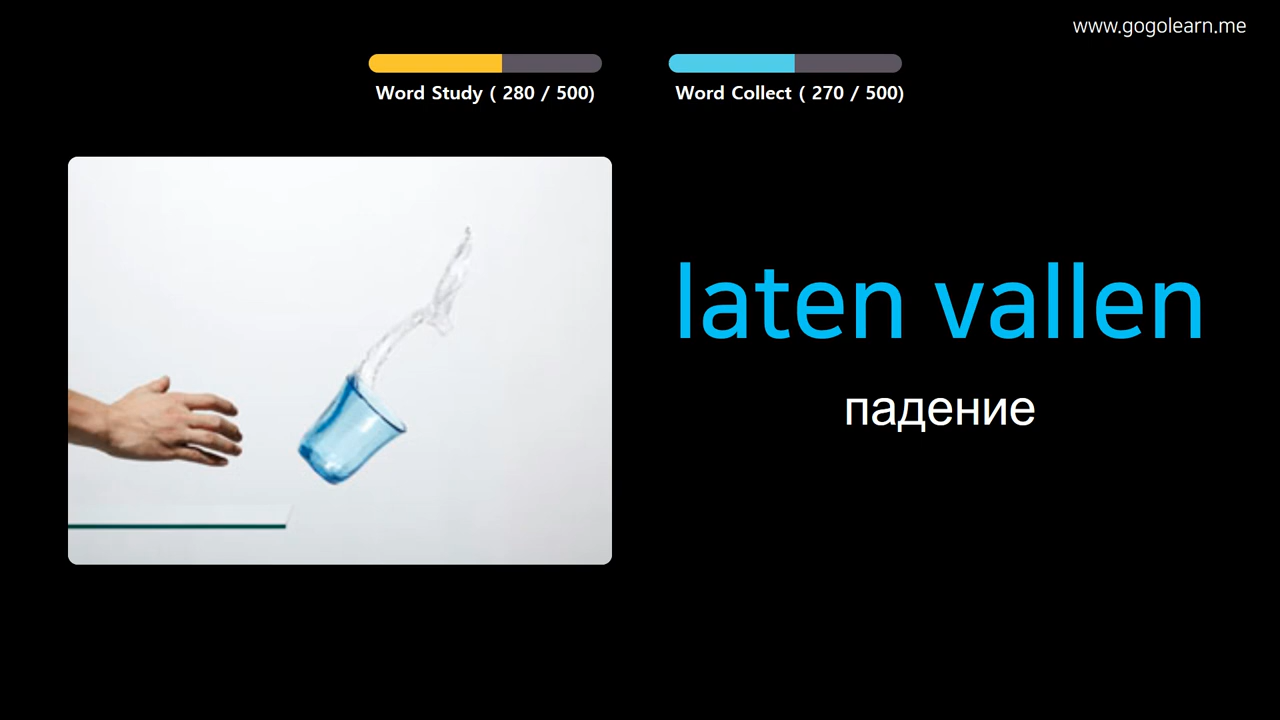 www.gogolearn.me
Word Study ( 280 / 500)
Word Collect ( 270 / 500)
laten vallen
падение